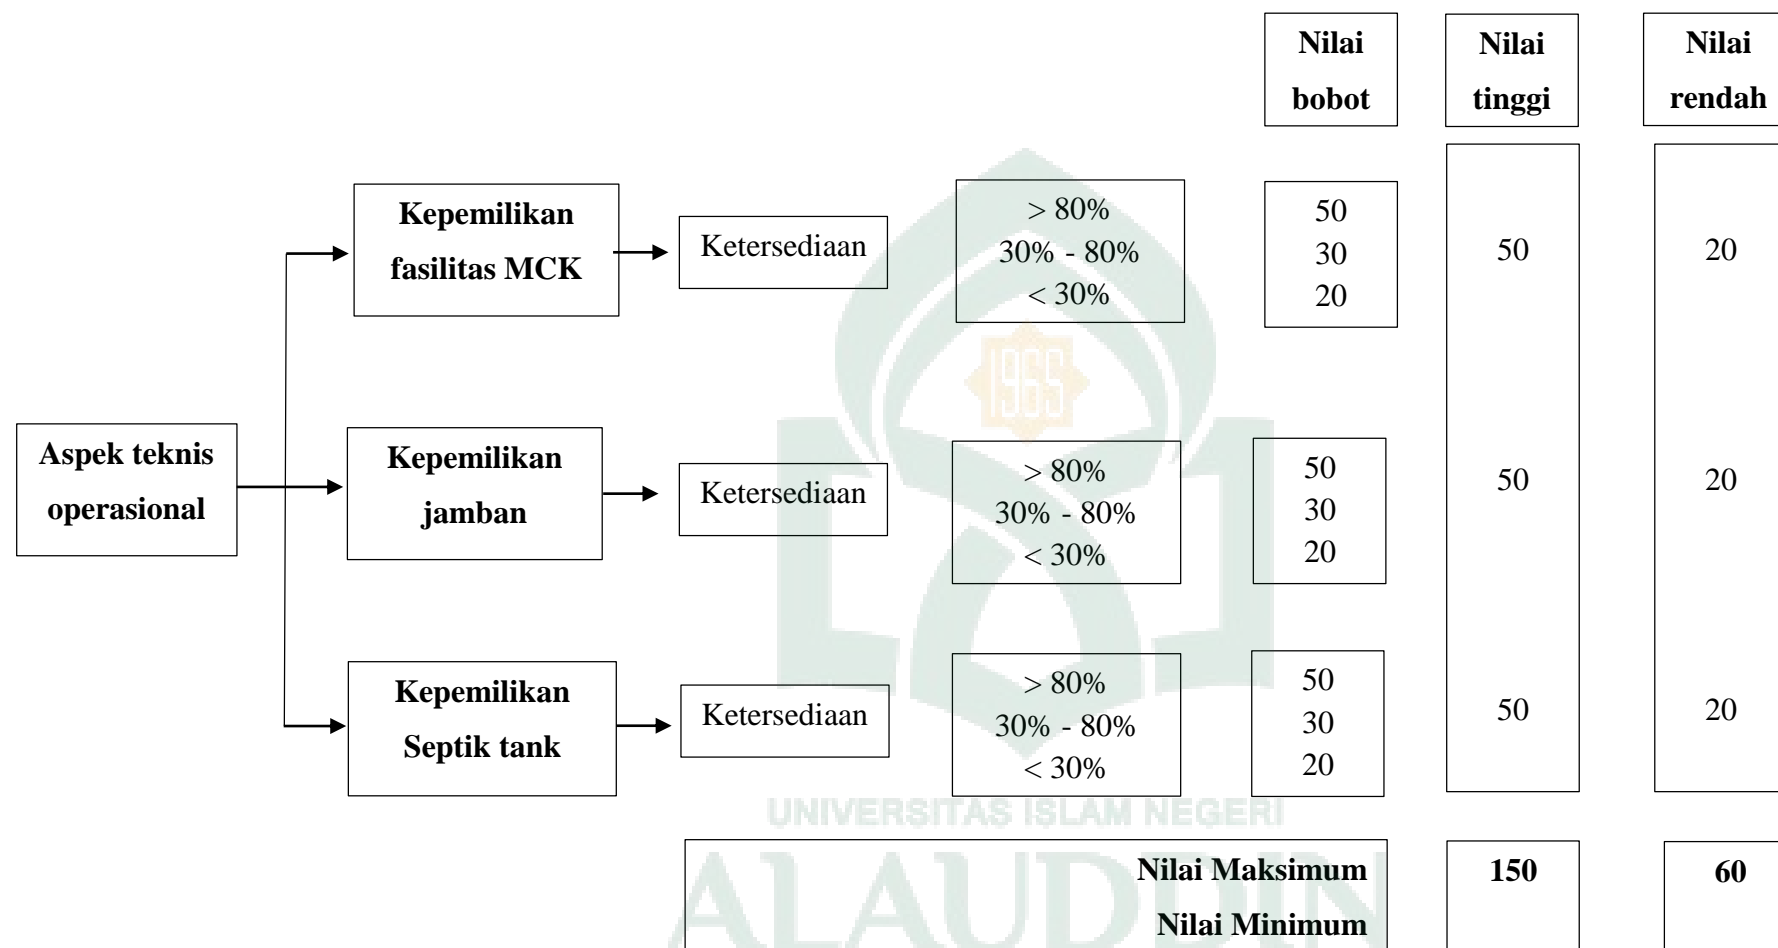 Nilai
bobot
Nilai
tinggi
Nilai
rendah
Aspek teknis
operasional
Kepemilikan
fasilitas MCK
Ketersediaan
> 80%
30% - 80%
< 30%
50
30
20
50
20
Kepemilikan
jamban
Ketersediaan
> 80%
30% - 80%
< 30%
50
30
20
50
20
Kepemilikan
Septik tank
Ketersediaan
> 80%
30% - 80%
< 30%
50
30
20
50
20
Nilai Maksimum
Nilai Minimum
150
60
1965
UNIVERSITAS ISLAM NEGERI
ALAUDDIN